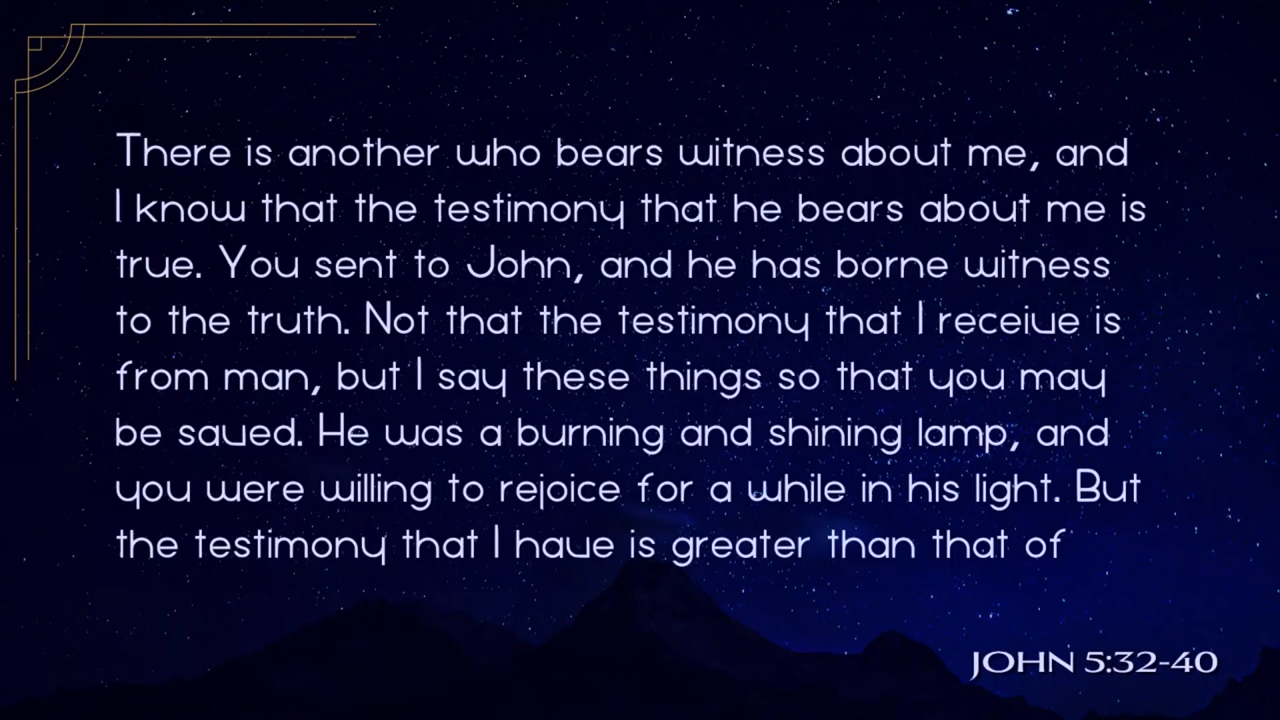 There is another who bears witness about me, and
I know that the testimony that he bears about me is
true. You sent to John, and he has borne witness
to the truth. Not that the testimony that I receive is
from man, but I say these things so that you may
be saved. He was a burning and shining lamp, and
you were willing to rejoice for a while in his light. But
the testimony that I have is greater than that of
JOHN 5:32-40